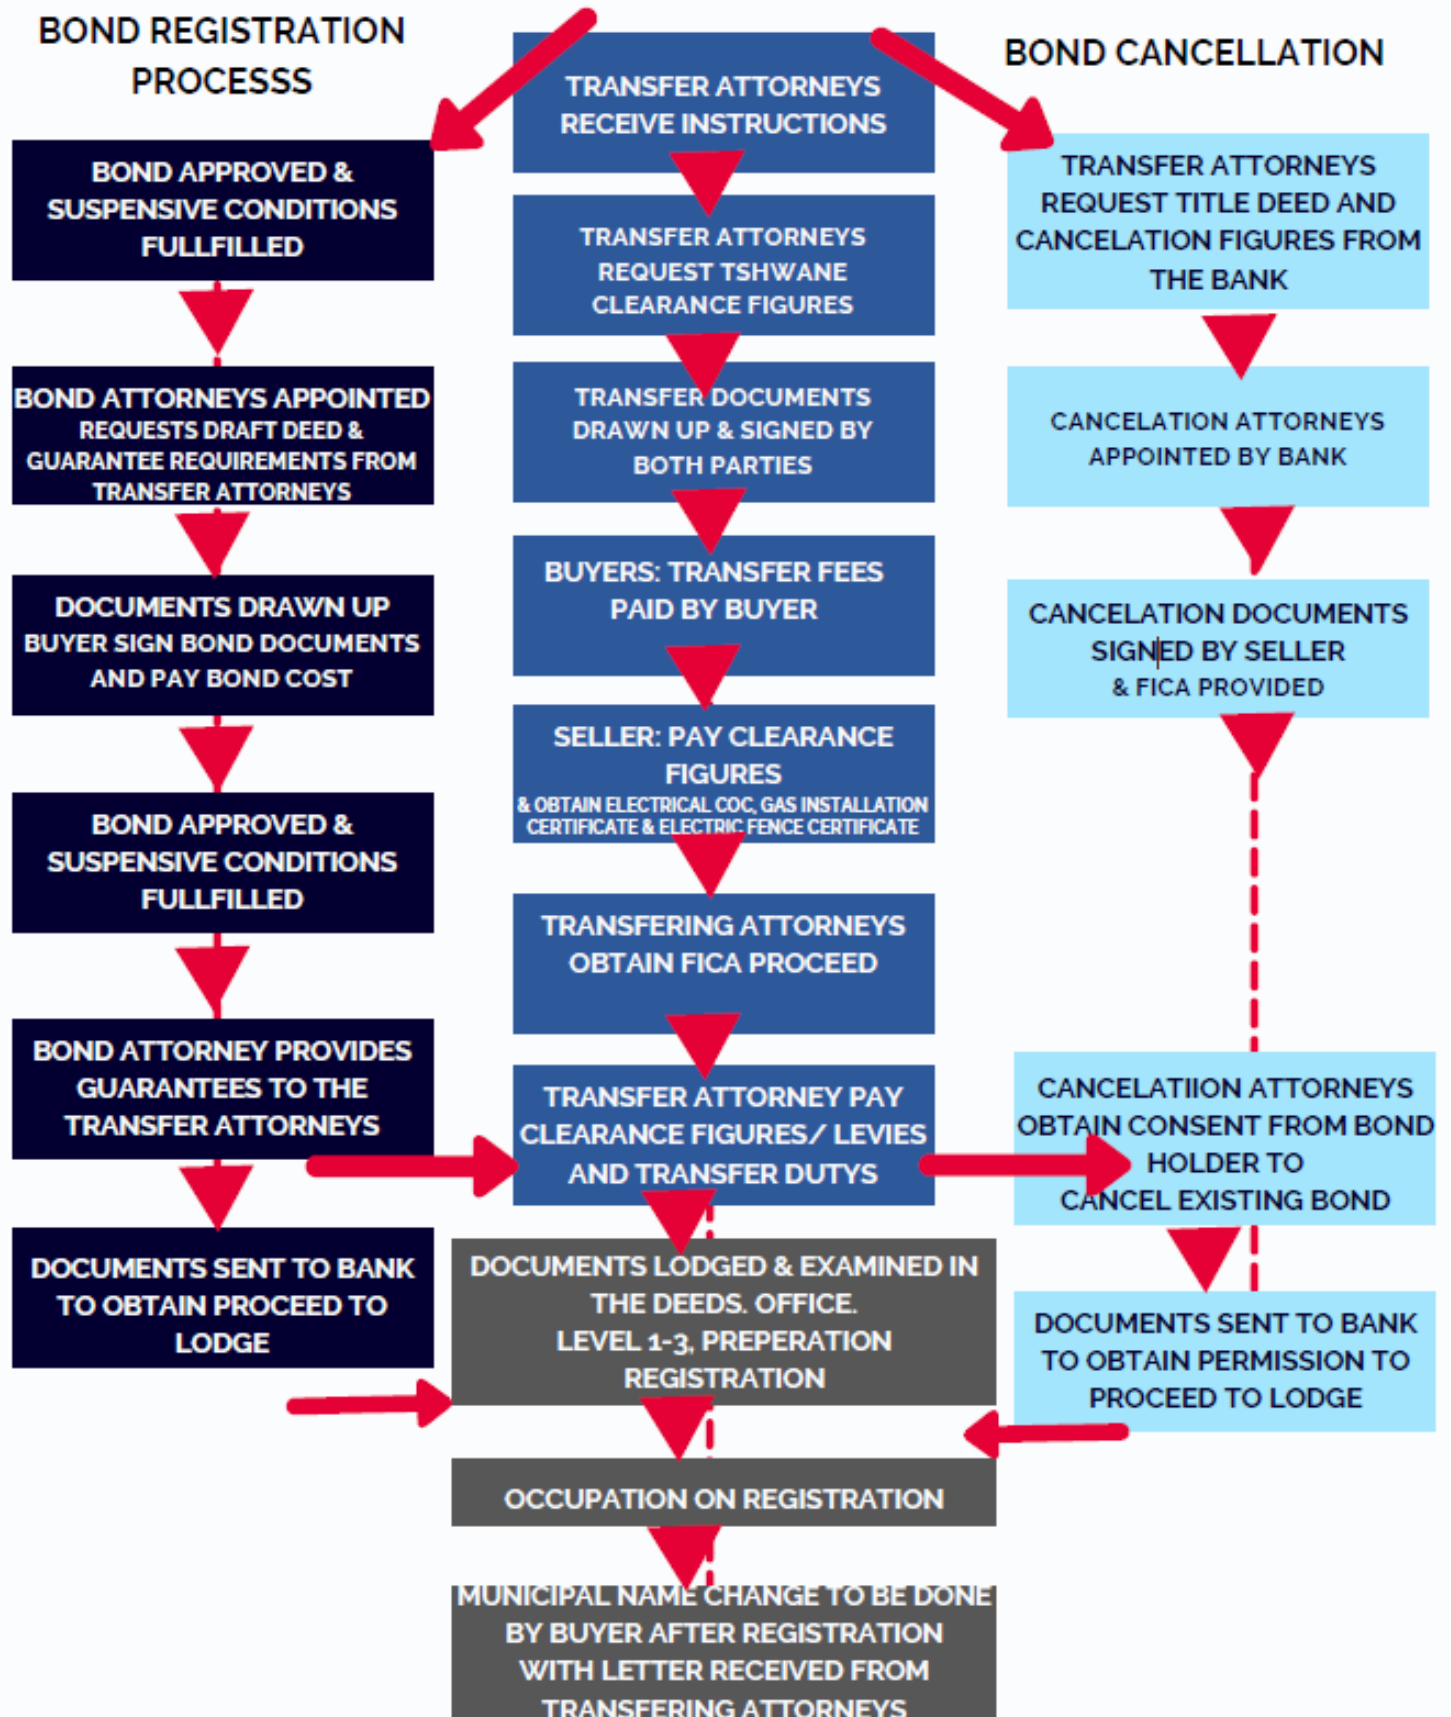 BOND REGISTRATION
PROCESSS
BOND APPROVED &
SUSPENSIVE CONDITIONS
FULLFILLED
BOND ATTORNEYS APPOINTED
REQUESTS DRAFT DEED &
GUARANTEE REQUIREMENTS FROM
TRANSFER ATTORNEYS
DOCUMENTS DRAWN UP
BUYER SIGN BOND DOCUMENTS
AND PAY BOND COST
BOND APPROVED &
SUSPENSIVE CONDITIONS
FULLFILLED
BOND ATTORNEY PROVIDES
GUARANTEES TO THE
TRANSFER ATTORNEYS
DOCUMENTS SENT TO BANK
TO OBTAIN PROCEED TO
LODGE
TRANSFER ATTORNEYS
RECEIVE INSTRUCTIONS
TRANSFER ATTORNEYS
REQUEST TSHWANE
CLEARANCE FIGURES
TRANSFER DOCUMENTS
DRAWN UP & SIGNED BY
BOTH PARTIES
BUYERS: TRANSFER FEES
PAID BY BUYER
SELLER: PAY CLEARANCE
FIGURES
& OBTAIN ELECTRICAL COC, GAS INSTALLATION
CERTIFICATE & ELECTRIC FENCE CERTIFICATE
TRANSFERING ATTORNEYS
OBTAIN FICA PROCEED
TRANSFER ATTORNEY PAY
CLEARANCE FIGURES/ LEVIES
AND TRANSFER DUTYS
DOCUMENTS LODGED & EXAMINED IN
THE DEEDS. OFFICE.
LEVEL 1-3, PREPERATION
REGISTRATION
OCCUPATION ON REGISTRATION
MUNICIPAL NAME CHANGE TO BE DONE
BY BUYER AFTER REGISTRATION
WITH LETTER RECEIVED FROM
TRANSFERING ATTORNEYS
BOND CANCELLATION
TRANSFER ATTORNEYS
REQUEST TITLE DEED AND
CANCELATION FIGURES FROM
THE BANK
CANCELATION ATTORNEYS
APPOINTED BY BANK
CANCELATION DOCUMENTS
SIGNED BY SELLER
& FICA PROVIDED
CANCELATIION ATTORNEYS
OBTAIN CONSENT FROM BOND
HOLDER TO
CANCEL EXISTING BOND
DOCUMENTS SENT TO BANK
TO OBTAIN PERMISSION TO
PROCEED TO LODGE